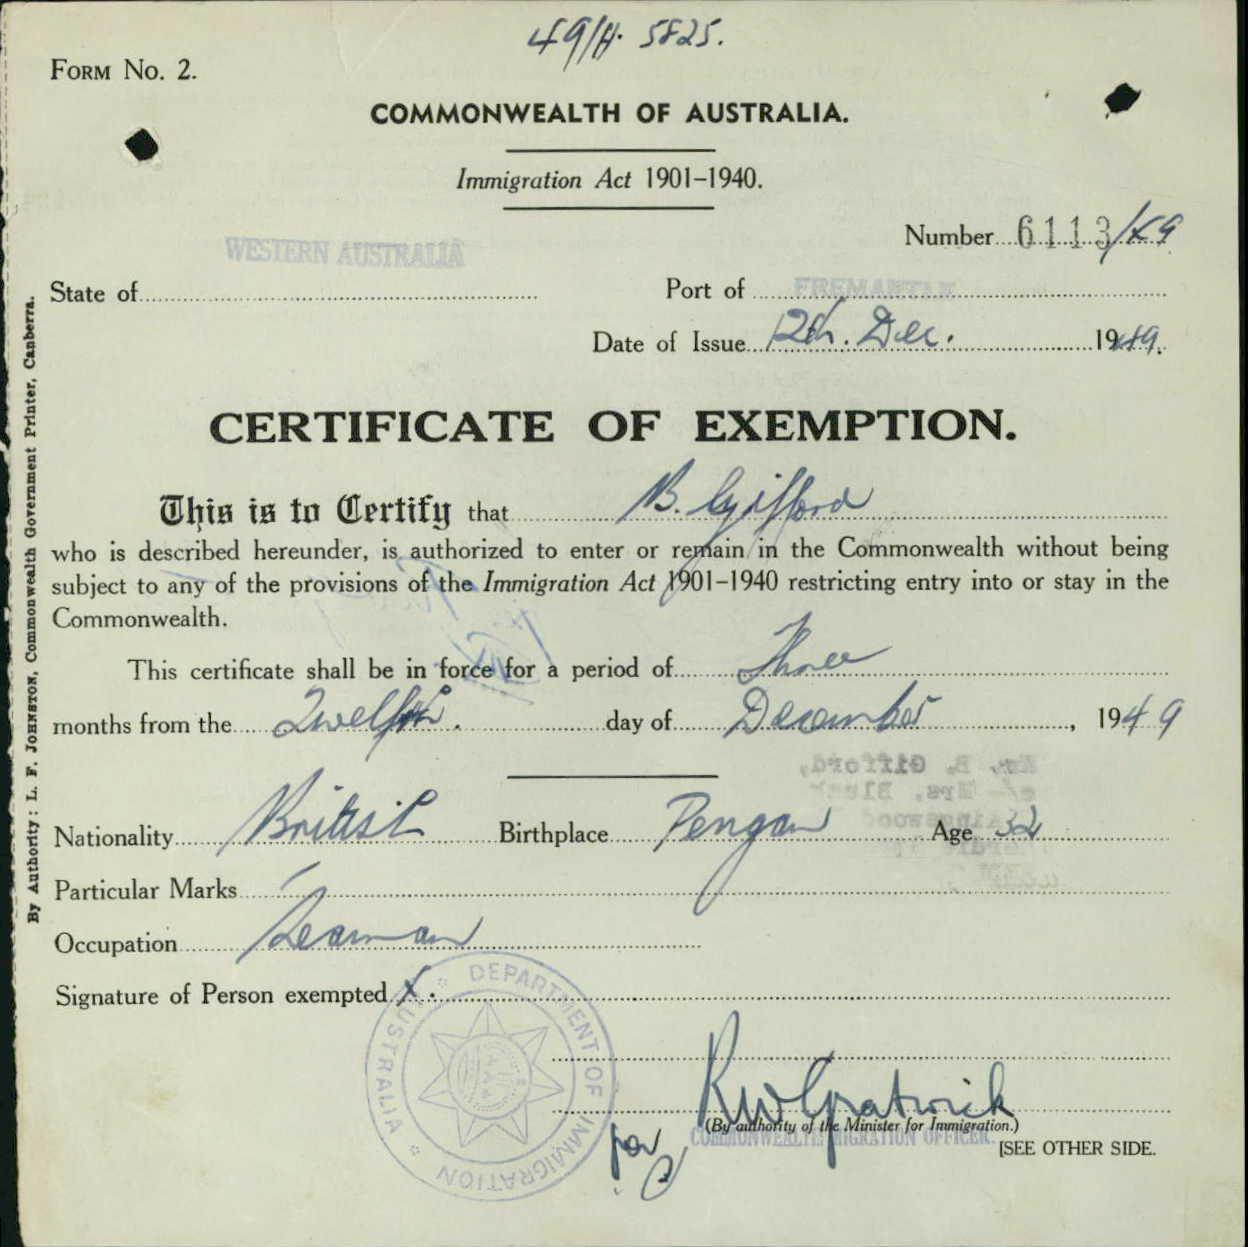 49/H. 5825.
FORM No. 2.
COMMONWEALTH OF AUSTRALIA.
Immigration Act 1901–1940.
Number 6113/49
WESTERN AUSTRALIA
State of
Port of FREMANTLE
Date of Issue 12th. Dec. 1949.
CERTIFICATE OF EXEMPTION.
This is to Certify that B. Gifford
who is described hereunder, is authorized to enter or remain in the Commonwealth without being
subject to any of the provisions of the Immigration Act 1901–1940 restricting entry into or stay in the
Commonwealth.
This certificate shall be in force for a period of Three
months from the Twelfth. day of December, 1949
Mr. B. Gifford,
c/- Mrs.
Nationality British Birthplace Pengam Age 32
Particular Marks
Occupation Seaman
Signature of Person exempted X.
DEPARTMENT OF IMMIGRATION
AUSTRALIA
RW Gratwick
(By authority of the Minister for Immigration.)
for COMMONWEALTH MIGRATION OFFICER.
[SEE OTHER SIDE.
By Authority: L. F. JOHNSTON, Commonwealth Government Printer, Canberra.